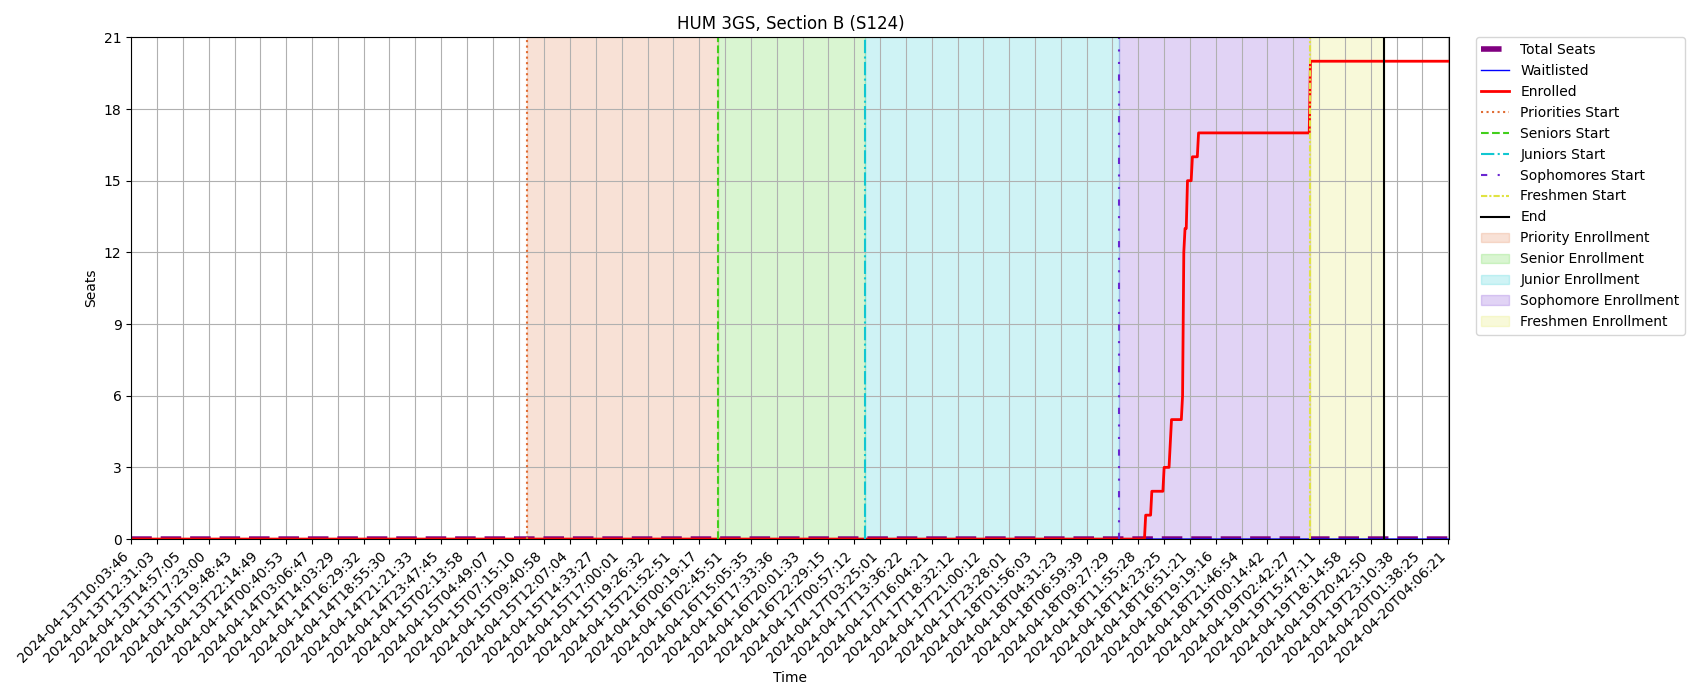 HUM 3GS, Section B (S124)
21
18
15
12
9
6
3
0
Seats
2024-04-13T10:03:46
2024-04-13T12:31:03
2024-04-13T14:57:05
2024-04-13T17:23:00
2024-04-13T19:48:43
2024-04-13T22:14:49
2024-04-14T00:40:53
2024-04-14T03:06:47
2024-04-14T14:03:29
2024-04-14T16:29:32
2024-04-14T18:55:30
2024-04-14T21:21:33
2024-04-14T23:47:45
2024-04-15T02:13:58
2024-04-15T04:49:07
2024-04-15T07:15:10
2024-04-15T09:40:58
2024-04-15T12:07:04
2024-04-15T14:33:27
2024-04-15T17:00:01
2024-04-15T19:26:32
2024-04-15T21:52:51
2024-04-16T00:19:17
2024-04-16T02:45:51
2024-04-16T15:05:35
2024-04-16T17:33:36
2024-04-16T20:01:33
2024-04-16T22:29:15
2024-04-17T00:57:12
2024-04-17T03:25:01
2024-04-17T13:36:22
2024-04-17T16:04:21
2024-04-17T18:32:12
2024-04-17T21:00:12
2024-04-17T23:28:01
2024-04-18T01:56:03
2024-04-18T04:31:23
2024-04-18T06:59:39
2024-04-18T09:27:29
2024-04-18T11:55:28
2024-04-18T14:23:25
2024-04-18T16:51:21
2024-04-18T19:19:16
2024-04-18T21:46:54
2024-04-19T00:14:42
2024-04-19T02:42:27
2024-04-19T15:47:11
2024-04-19T18:14:58
2024-04-19T20:42:50
2024-04-19T23:10:38
2024-04-20T01:38:25
2024-04-20T04:06:21
Time
Total Seats
Waitlisted
Enrolled
Priorities Start
Seniors Start
Juniors Start
Sophomores Start
Freshmen Start
End
Priority Enrollment
Senior Enrollment
Junior Enrollment
Sophomore Enrollment
Freshmen Enrollment